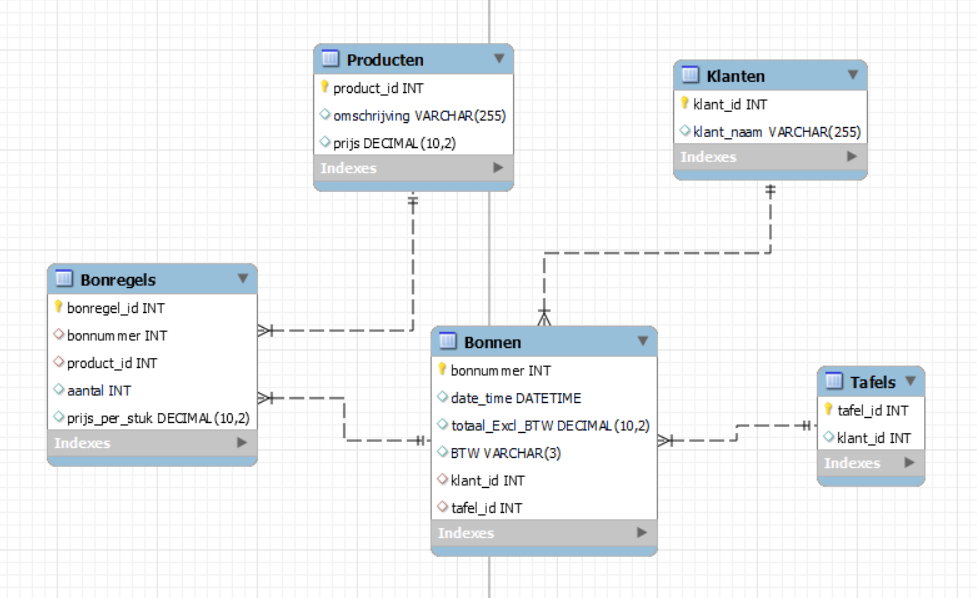 Producten
product_id INT
omschrijving VARCHAR(255)
prijs DECIMAL(10,2)
Indexes
Klanten
klant_id INT
klant_naam VARCHAR(255)
Indexes
Bonregels
bonregel_id INT
bonnummer INT
product_id INT
aantal INT
prijs_per_stuk DECIMAL(10,2)
Indexes
Bonnen
bonnummer INT
date_time DATETIME
totaal_Excl_BTW DECIMAL(10,2)
BTW VARCHAR(3)
klant_id INT
tafel_id INT
Indexes
Tafels
tafel_id INT
klant_id INT
Indexes